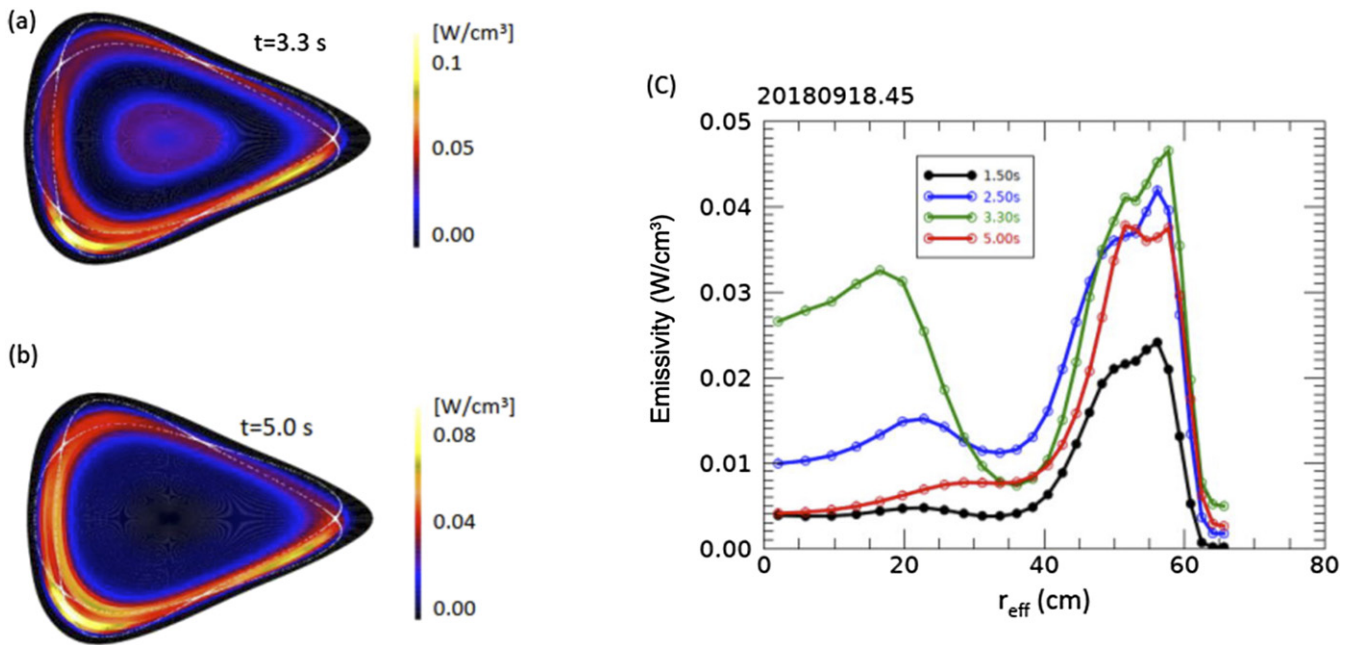 (a)
t=3.3 s
[W/cm³]
0.1
0.05
0.00
(b)
t=5.0 s
[W/cm³]
0.08
0.04
0.00
(C)
20180918.45
Emissivity (W/cm³)
0.05
0.04
0.03
0.02
0.01
0.00
1.50s
2.50s
3.30s
5.00s
0 20 40 60 80
r_eff (cm)